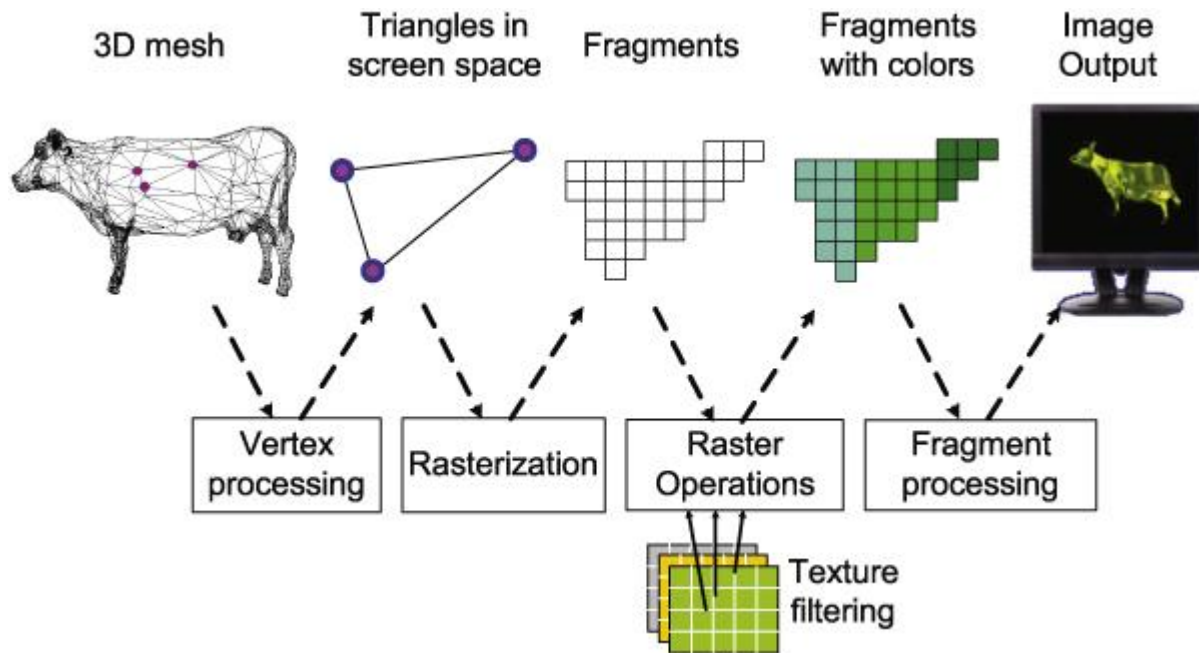 3D mesh
Triangles in
screen space
Fragments
Fragments
with colors
Image
Output
Vertex
processing
Rasterization
Raster
Operations
Fragment
processing
Texture
filtering